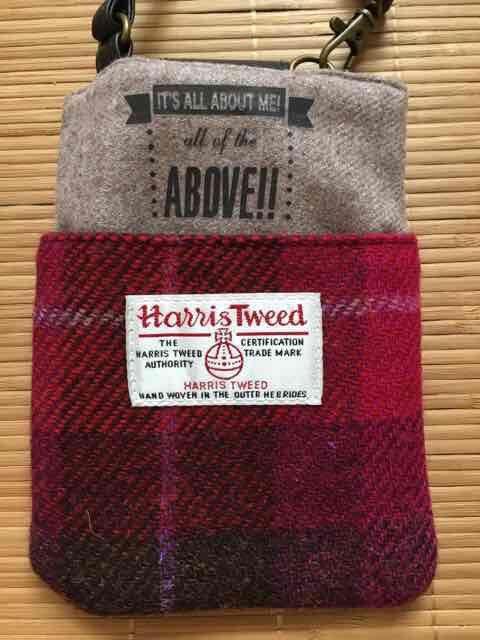 IT'S ALL ABOUT ME!
all of the
ABOVE!!
Harris Tweed
THE CERTIFICATION
HARRIS TWEED TRADE MARK
AUTHORITY
HARRIS TWEED
HAND WOVEN IN THE OUTER HEBRIDES